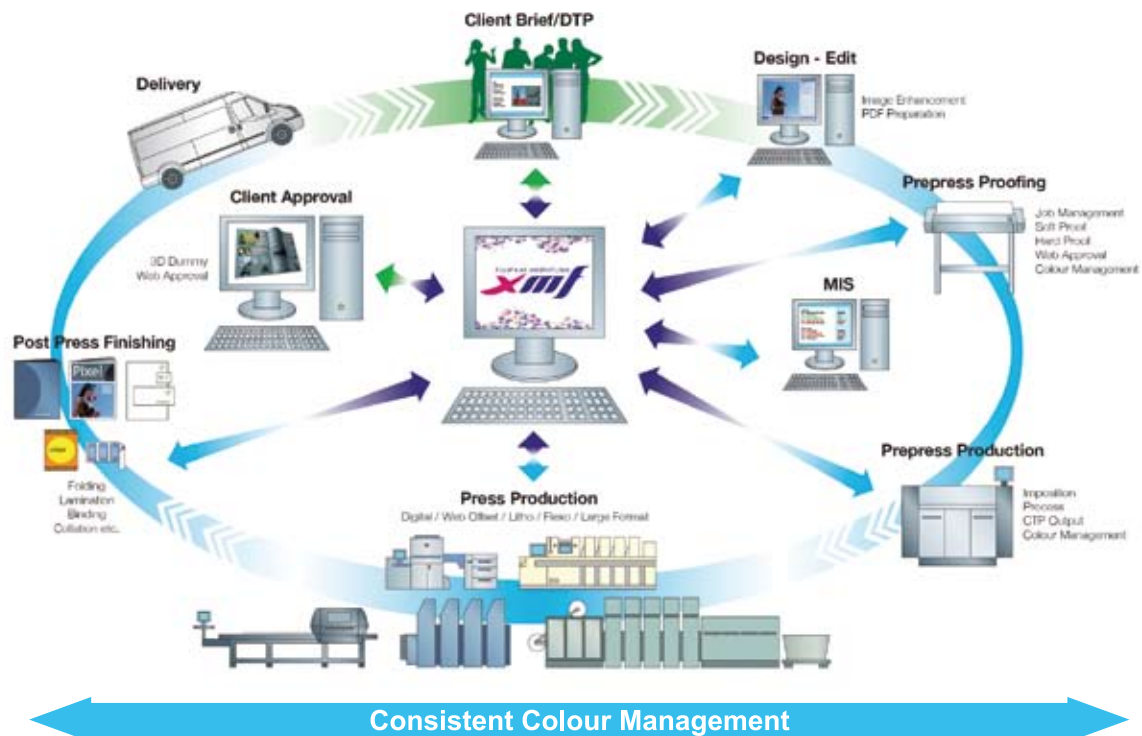 Client Brief/DTP
Design - Edit
Image Enhancement
PDF Preparation
Delivery
Client Approval
3D Dummy
Web Approval
Prepress Proofing
Job Management
Soft Proof
Hard Proof
Web Approval
Colour Management
xmf
MIS
Post Press Finishing
Pixel
Folding
Lamination
Binding
Collation etc.
Prepress Production
Imposition
Process
CTP Output
Colour Management
Press Production
Digital / Web Offset / Litho / Flexo / Large Format
Consistent Colour Management